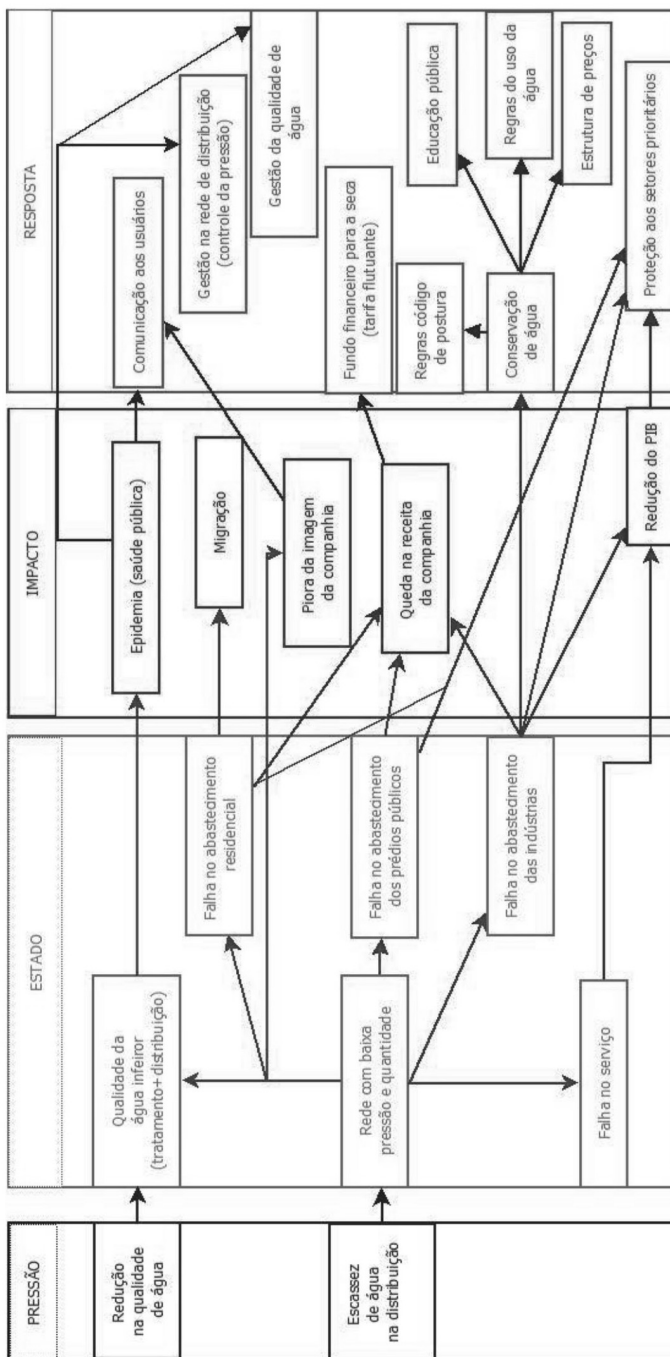 PRESSÃO
Redução
na qualidade
de água
Escassez
de água
na distribuição
ESTADO
Qualidade da
água infeiror
(tratamento+distribuição)
Rede com baixa
pressão e quantidade
Falha no serviço
Falha no abastedimento
residencial
Falha no abastedmento
dos prédios públicos
Falha no abastedmento
das indústrias
IMPACTO
Epidemia (saúde pública)
Migração
Piora da imagem
da companhia
Queda na receita
da companhia
Redução do PIB
RESPOSTA
Comunicação aos usuários
Gestão na rede de distribuição
(controle da pressão)
Gestão da qualidade de
água
Fundo financeiro para a seca
(tarifa flutuante)
Regras código
de postura
Conservação
de água
Educação pública
Regras do uso da
água
Estrutura de preços
Proteção aos setores prioritários